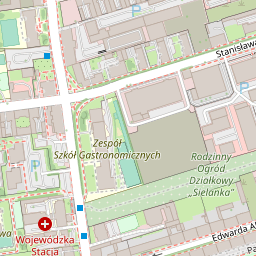 Stanisława
P
P
Zespół
Szkół Gastronomicznych
Rodzinny
Ogród
Działkowy
„Sielanka”
P
Wojewódzka
Stacja
Edwarda A